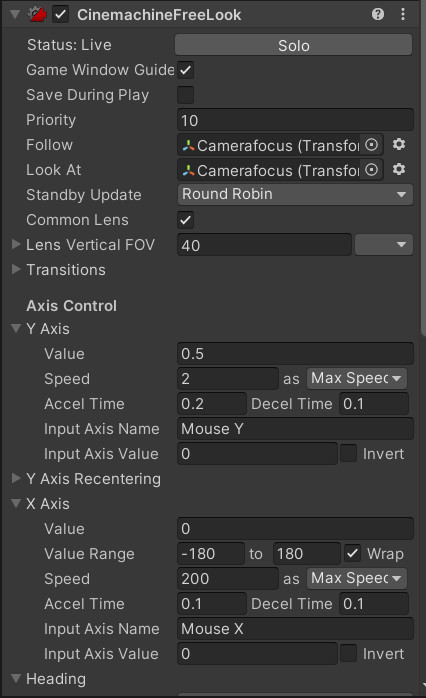 CinemachineFreeLook
Status: Live Solo
Game Window Guide
Save During Play
Priority 10
Follow Camerafocus (Transfor
Look At Camerafocus (Transfor
Standby Update Round Robin
Common Lens
Lens Vertical FOV 40
Transitions
Axis Control
Y Axis
Value 0.5
Speed 2 as Max Speed
Accel Time 0.2 Decel Time 0.1
Input Axis Name Mouse Y
Input Axis Value 0 Invert
Y Axis Recentering
X Axis
Value 0
Value Range -180 to 180 Wrap
Speed 200 as Max Speed
Accel Time 0.1 Decel Time 0.1
Input Axis Name Mouse X
Input Axis Value 0 Invert
Heading